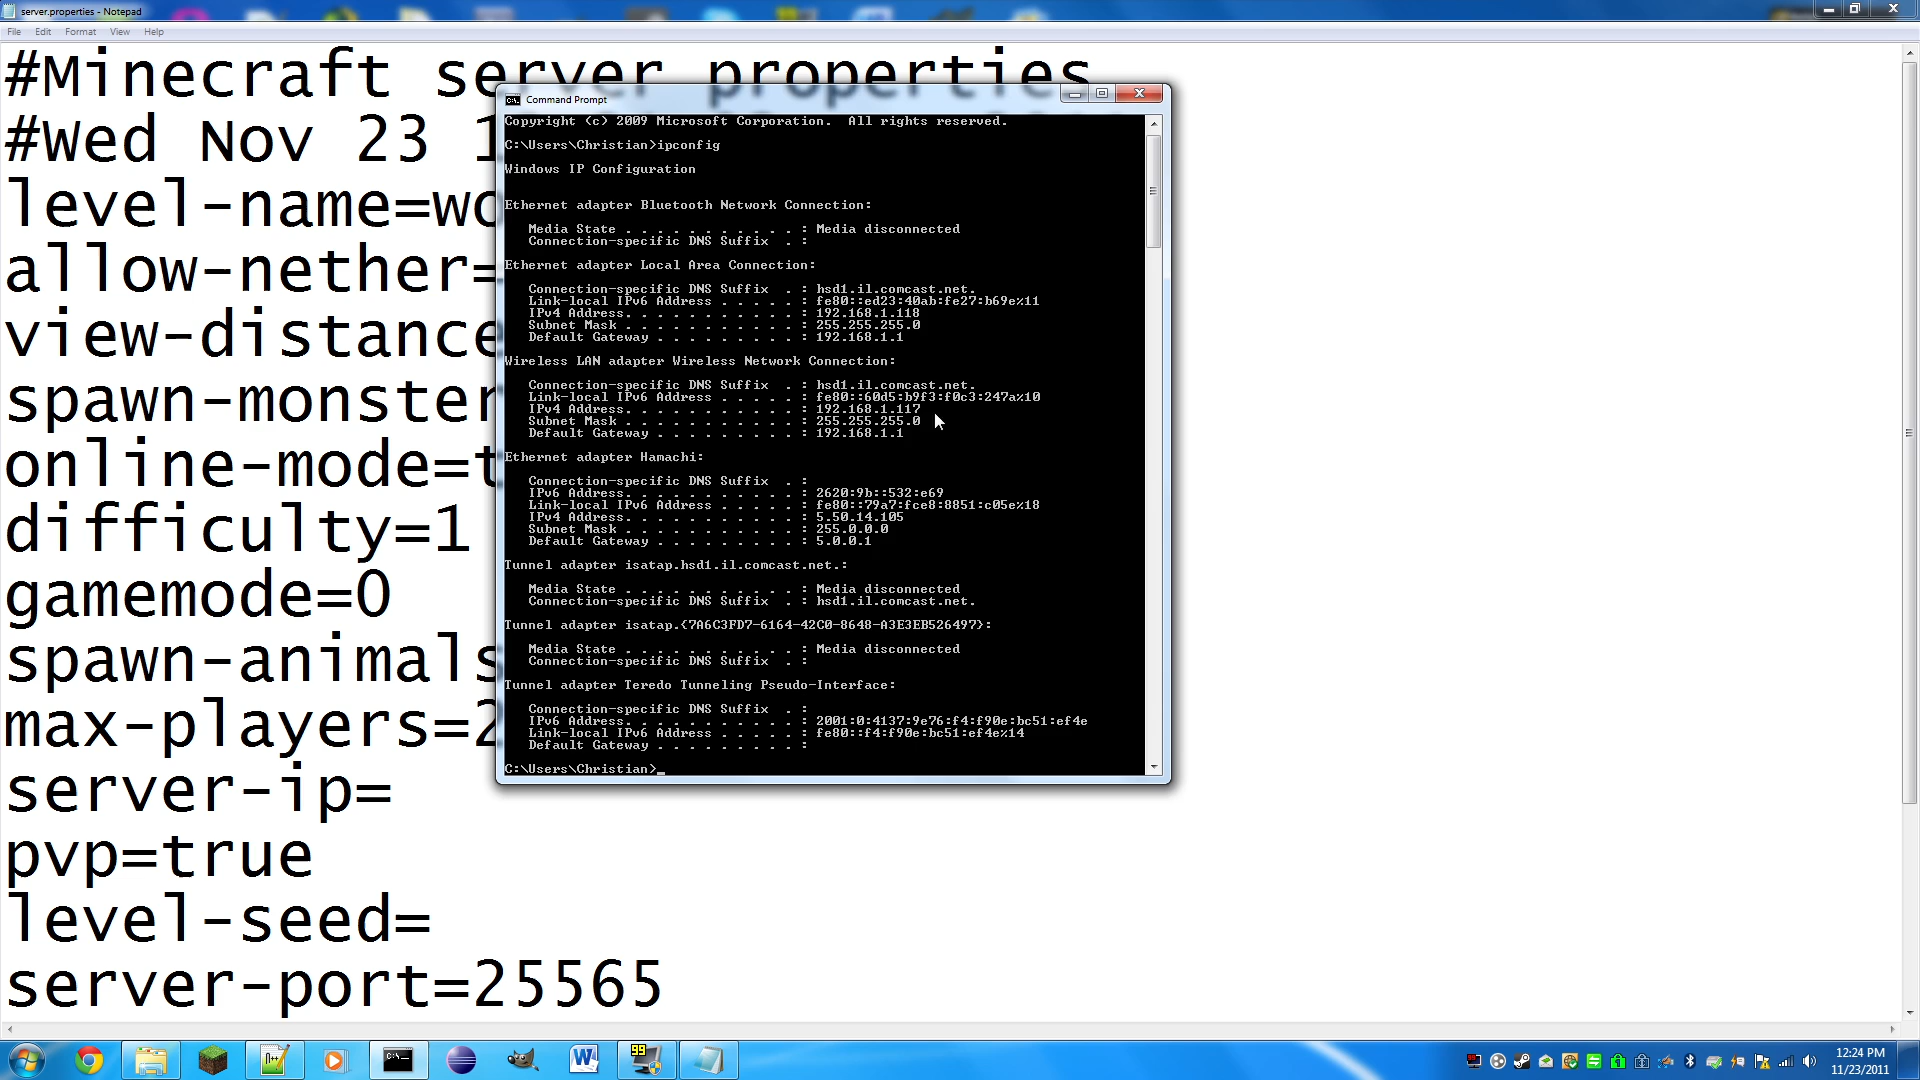 server.properties - Notepad
File Edit Format View Help
#Minecraft server properties
#Wed Nov 23 1
level-name=wo
allow-nether=
view-distance
spawn-monster
online-mode=t
difficulty=1
gamemode=0
spawn-animals
max-players=2
server-ip=
pvp=true
level-seed=
server-port=25565
Command Prompt
Copyright (c) 2009 Microsoft Corporation.  All rights reserved.
C:\Users\Christian>ipconfig
Windows IP Configuration
Ethernet adapter Bluetooth Network Connection:
Media State . . . . . . . . . . . : Media disconnected
Connection-specific DNS Suffix  . :
Ethernet adapter Local Area Connection:
Connection-specific DNS Suffix  . : hsd1.il.comcast.net.
Link-local IPv6 Address . . . . . : fe80::ed23:40ab:fe27:b69e%11
IPv4 Address. . . . . . . . . . . : 192.168.1.118
Subnet Mask . . . . . . . . . . . : 255.255.255.0
Default Gateway . . . . . . . . . : 192.168.1.1
Wireless LAN adapter Wireless Network Connection:
Connection-specific DNS Suffix  . : hsd1.il.comcast.net.
Link-local IPv6 Address . . . . . : fe80::60d5:b9f3:f0c3:247a%10
IPv4 Address. . . . . . . . . . . : 192.168.1.117
Subnet Mask . . . . . . . . . . . : 255.255.255.0
Default Gateway . . . . . . . . . : 192.168.1.1
Ethernet adapter Hamachi:
Connection-specific DNS Suffix  . :
IPv6 Address. . . . . . . . . . . : 2620:9b::532:e69
Link-local IPv6 Address . . . . . : fe80::79a7:fce8:8851:c05e%18
IPv4 Address. . . . . . . . . . . : 5.50.14.105
Subnet Mask . . . . . . . . . . . : 255.0.0.0
Default Gateway . . . . . . . . . : 5.0.0.1
Tunnel adapter isatap.hsd1.il.comcast.net.:
Media State . . . . . . . . . . . : Media disconnected
Connection-specific DNS Suffix  . : hsd1.il.comcast.net.
Tunnel adapter isatap.{7A6C3FD7-6164-42C0-8648-A3E3EB526497}:
Media State . . . . . . . . . . . : Media disconnected
Connection-specific DNS Suffix  . :
Tunnel adapter Teredo Tunneling Pseudo-Interface:
Connection-specific DNS Suffix  . :
IPv6 Address. . . . . . . . . . . : 2001:0:4137:9e76:f4:f90e:bc51:ef4e
Link-local IPv6 Address . . . . . : fe80::f4:f90e:bc51:ef4e%14
Default Gateway . . . . . . . . . :
C:\Users\Christian>_
99
12:24 PM
11/23/2011